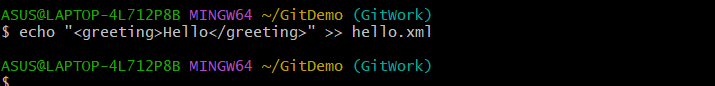 ASUS@LAPTOP-4L712P8B MINGW64 ~/GitDemo (GitWork)
$ echo "<greeting>Hello</greeting>" >> hello.xml
ASUS@LAPTOP-4L712P8B MINGW64 ~/GitDemo (GitWork)
$